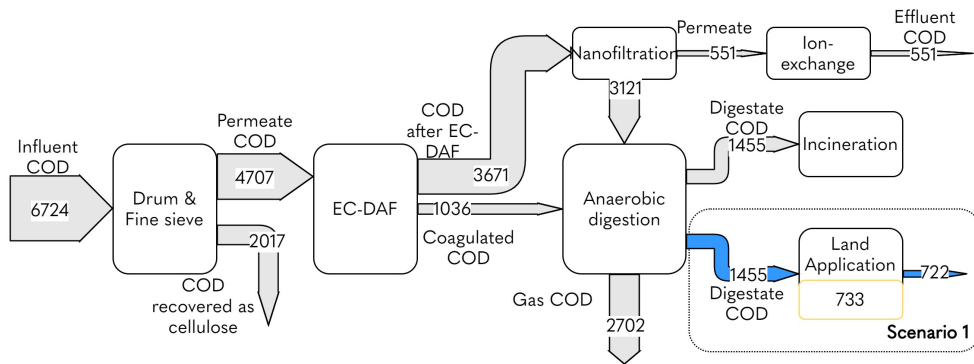 Influent
COD
6724
Drum &
Fine sieve
Permeate
COD
4707
2017
COD
recovered as
cellulose
EC-DAF
COD
after EC-
DAF
3671
1036
Coagulated
COD
Nanofiltration
3121
Permeate
551
Ion-
exchange
Effluent
COD
551
Anaerobic
digestion
Gas COD
2702
Digestate
COD
1455
Incineration
1455
Digestate
COD
Land
Application
733
722
Scenario 1